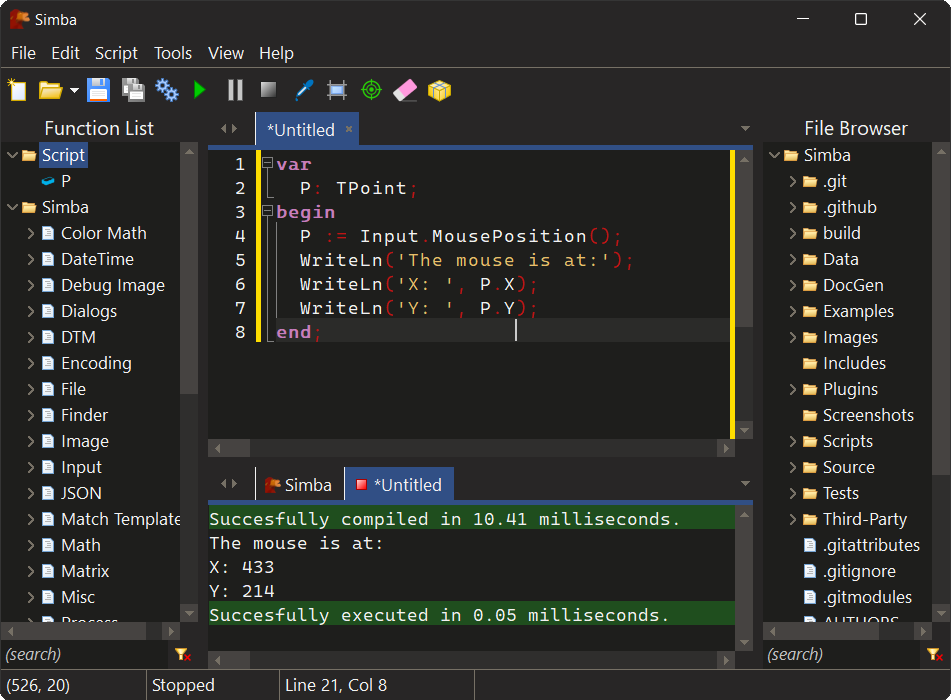 Simba
File Edit Script Tools View Help
Function List
Script
P
Simba
Color Math
DateTime
Debug Image
Dialogs
DTM
Encoding
File
Finder
Image
Input
JSON
Match Template
Math
Matrix
Misc
Process
(search)
*Untitled
1 var
2 P: TPoint;
3 begin
4 P := Input.MousePosition();
5 WriteLn('The mouse is at:');
6 WriteLn('X: ', P.X);
7 WriteLn('Y: ', P.Y);
8 end;
Simba *Untitled
Succesfully compiled in 10.41 milliseconds.
The mouse is at:
X: 433
Y: 214
Succesfully executed in 0.05 milliseconds.
File Browser
Simba
.git
.github
build
Data
DocGen
Examples
Images
Includes
Plugins
Screenshots
Scripts
Source
Tests
Third-Party
.gitattributes
.gitignore
.gitmodules
AUTHORS
(search)
(526, 20) Stopped Line 21, Col 8